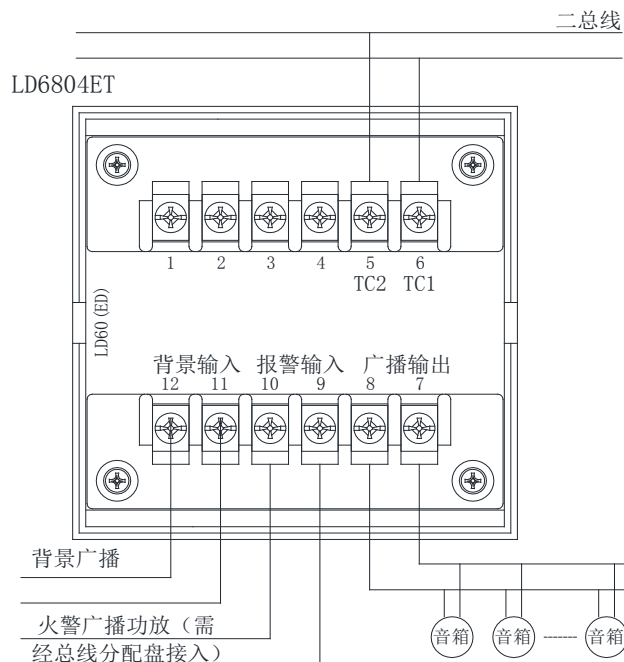 二总线
LD6804ET
1 2 3 4 5 6
TC2 TC1
LD60(ED)
背景输入 报警输入 广播输出
12 11 10 9 8 7
背景广播
火警广播功放（需
经总线分配盘接入）
音箱 音箱 音箱